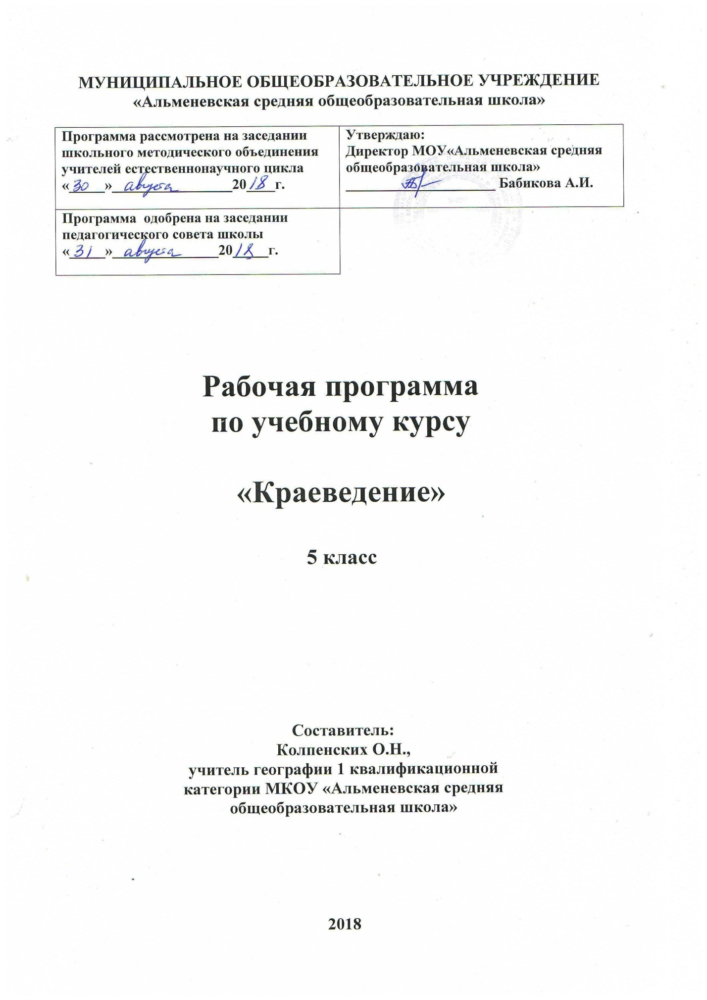 МУНИЦИПАЛЬНОЕ ОБЩЕОБРАЗОВАТЕЛЬНОЕ УЧРЕЖДЕНИЕ
«Альменевская средняя общеобразовательная школа»
Программа рассмотрена на заседании
школьного методического объединения
учителей естественнонаучного цикла
«30» августа 2018 г.
Утверждаю:
Директор МОУ«Альменевская средняя
общеобразовательная школа»
Бабикова А.И.
Программа одобрена на заседании
педагогического совета школы
«31» августа 2018 г.
Рабочая программа
по учебному курсу
«Краеведение»
5 класс
Составитель:
Колпенских О.Н.,
учитель географии 1 квалификационной
категории МКОУ «Альменевская средняя
общеобразовательная школа»
2018